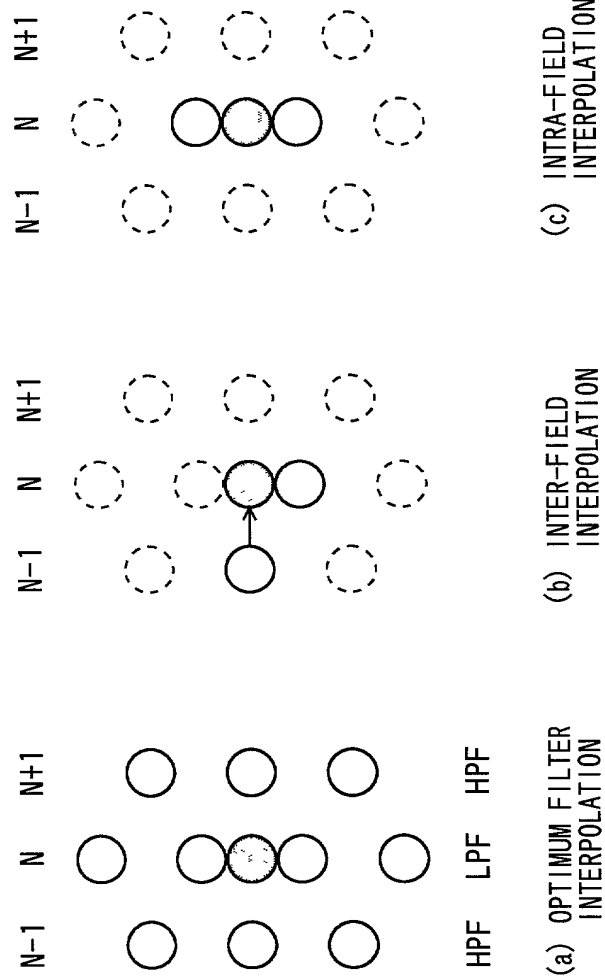 N-1 N N+1
HPF LPF HPF
(a) OPTIMUM FILTER
INTERPOLATION
N-1 N N+1
(b) INTER-FIELD
INTERPOLATION
N-1 N N+1
(c) INTRA-FIELD
INTERPOLATION